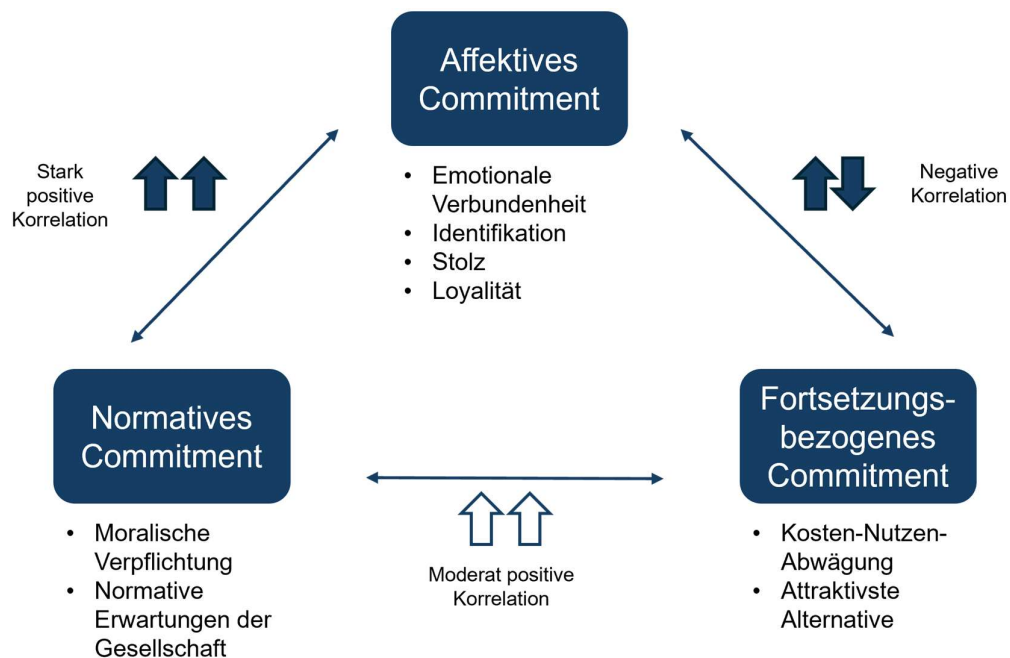 Affektives
Commitment
Stark
positive
Korrelation
• Emotionale
Verbundenheit
• Identifikation
• Stolz
• Loyalität
Negative
Korrelation
Normatives
Commitment
• Moralische
Verpflichtung
• Normative
Erwartungen der
Gesellschaft
Moderat positive
Korrelation
Fortsetzungs-
bezogenes
Commitment
• Kosten-Nutzen-
Abwägung
• Attraktivste
Alternative